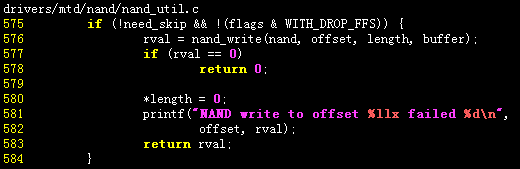 drivers/mtd/nand/nand_util.c
575 if (!need_skip && !(flags & WITH_DROP_FFS)) {
576 rval = nand_write(nand, offset, length, buffer);
577 if (rval == 0)
578 return 0;
579
580 *length = 0;
581 printf("NAND write to offset %llx failed %d\n",
582 offset, rval);
583 return rval;
584 }